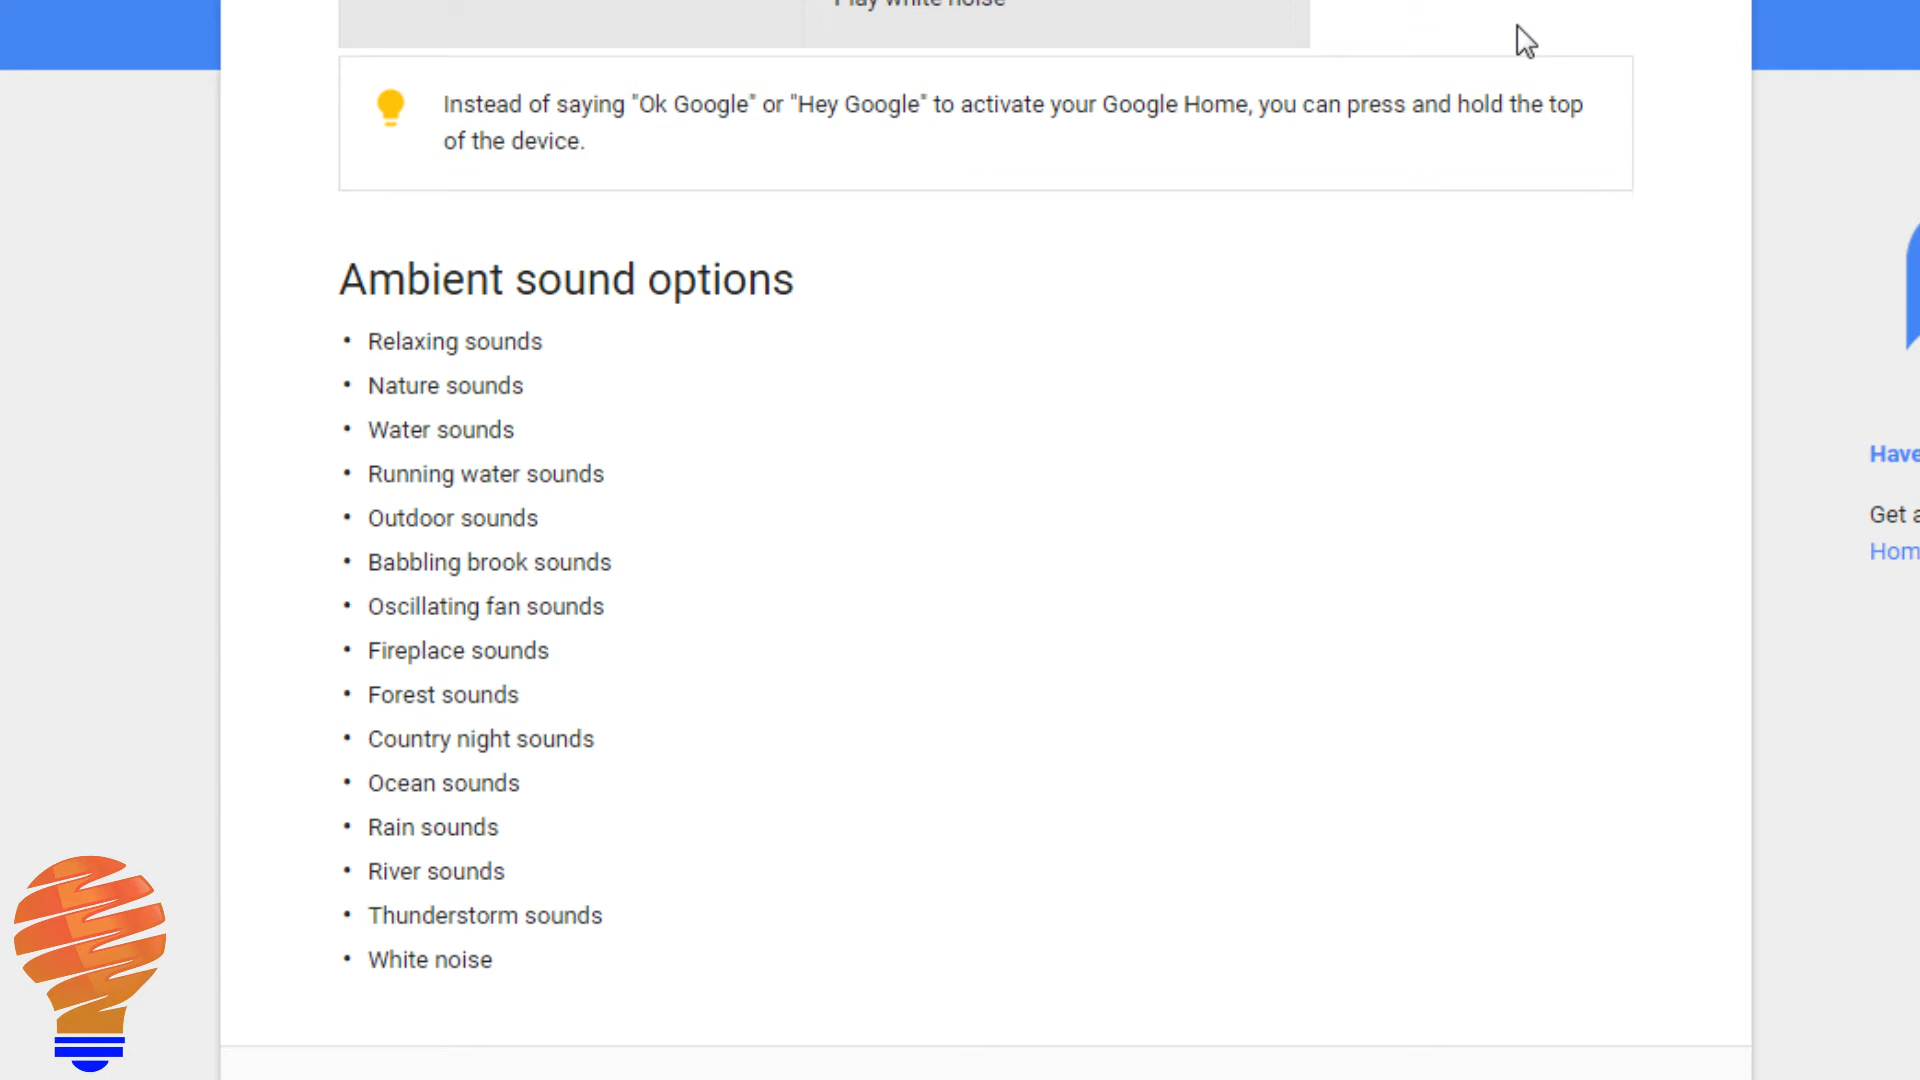 Play white noise
Instead of saying "Ok Google" or "Hey Google" to activate your Google Home, you can press and hold the top
of the device.
Ambient sound options
• Relaxing sounds
• Nature sounds
• Water sounds
• Running water sounds
• Outdoor sounds
• Babbling brook sounds
• Oscillating fan sounds
• Fireplace sounds
• Forest sounds
• Country night sounds
• Ocean sounds
• Rain sounds
• River sounds
• Thunderstorm sounds
• White noise
Have
Get a
Hom